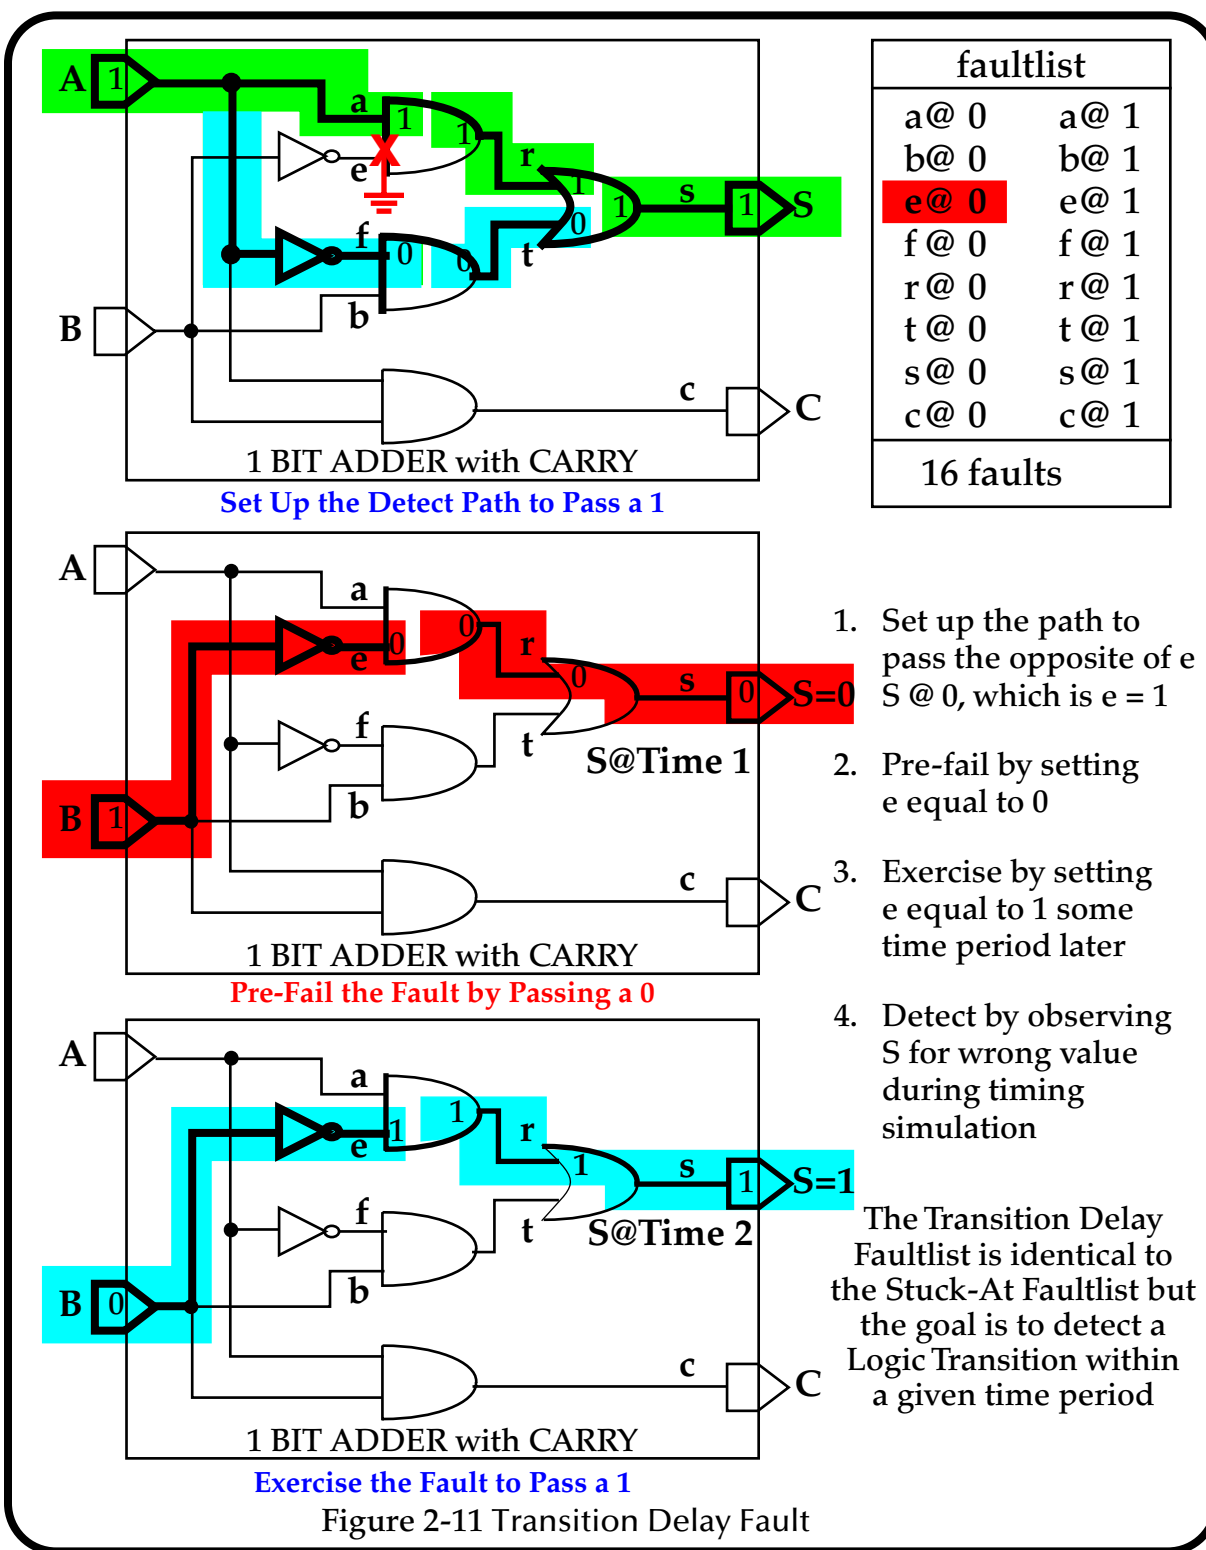 A 1
a 1
1
r
1
e
1 s 1 S
f 0
0
0
t
b
B
c C
1 BIT ADDER with CARRY
Set Up the Detect Path to Pass a 1
faultlist
a@ 0 a@ 1
b@ 0 b@ 1
e@ 0 e@ 1
f@ 0 f@ 1
r@ 0 r@ 1
t@ 0 t@ 1
s@ 0 s@ 1
c@ 0 c@ 1
16 faults
A
a
0
r
0
e 0
s 0 S=0
f
t
S@Time 1
B 1
b
c C
1 BIT ADDER with CARRY
Pre-Fail the Fault by Passing a 0
A
a
1
r
1
e 1
s 1 S=1
f
t
S@Time 2
B 0
b
c C
1 BIT ADDER with CARRY
Exercise the Fault to Pass a 1
1. Set up the path to
pass the opposite of e
S @ 0, which is e = 1
2. Pre-fail by setting
e equal to 0
3. Exercise by setting
e equal to 1 some
time period later
4. Detect by observing
S for wrong value
during timing
simulation
The Transition Delay
Faultlist is identical to
the Stuck-At Faultlist but
the goal is to detect a
Logic Transition within
a given time period
Figure 2-11 Transition Delay Fault